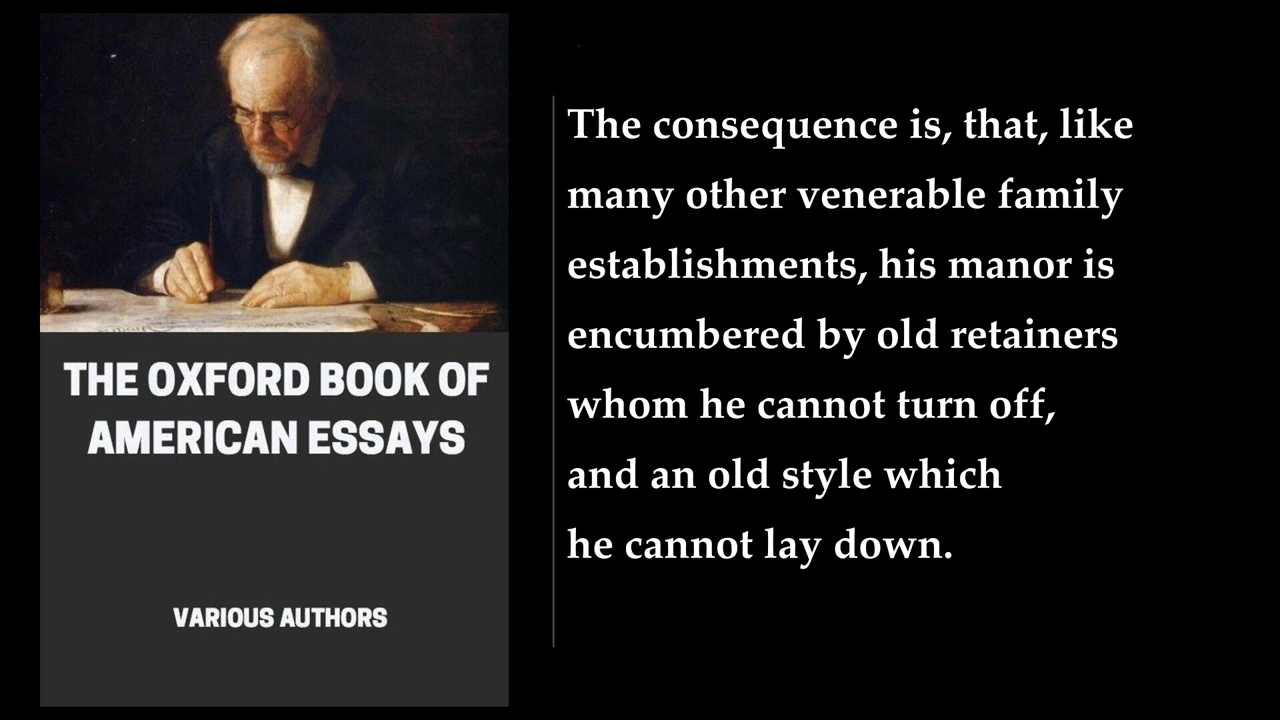 THE OXFORD BOOK OF
AMERICAN ESSAYS
VARIOUS AUTHORS
The consequence is, that, like
many other venerable family
establishments, his manor is
encumbered by old retainers
whom he cannot turn off,
and an old style which
he cannot lay down.